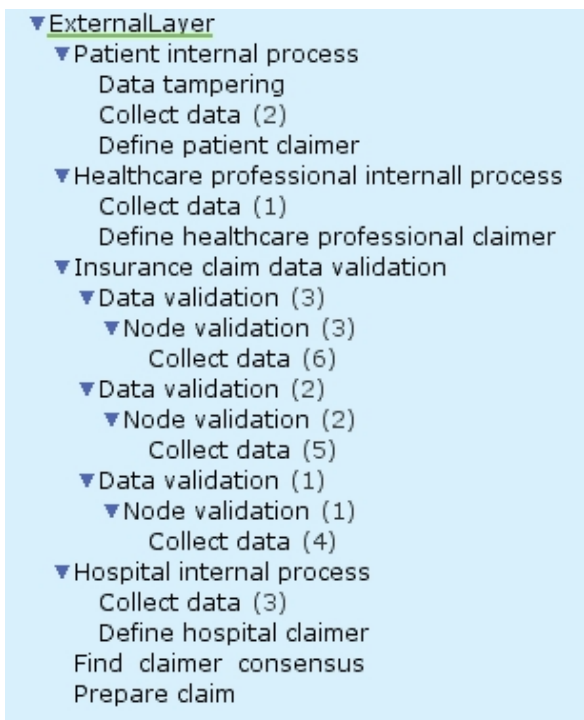 ExternalLayer
Patient internal process
Data tampering
Collect data (2)
Define patient claimer
Healthcare professional internall process
Collect data (1)
Define healthcare professional claimer
Insurance claim data validation
Data validation (3)
Node validation (3)
Collect data (6)
Data validation (2)
Node validation (2)
Collect data (5)
Data validation (1)
Node validation (1)
Collect data (4)
Hospital internal process
Collect data (3)
Define hospital claimer
Find claimer consensus
Prepare claim